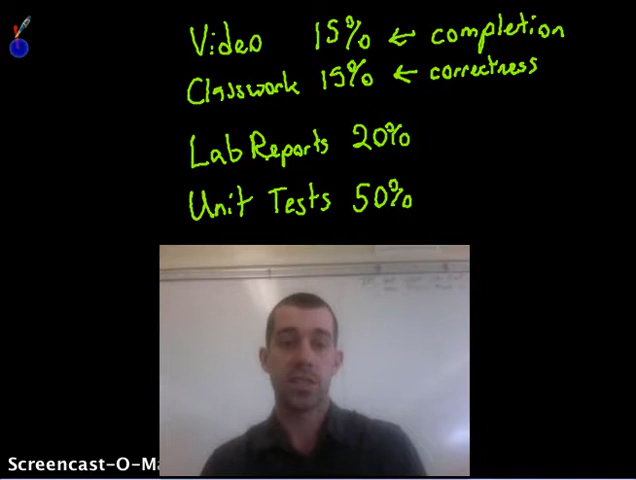 Video 15% ← completion
Classwork 15% ← correctness
Lab Reports 20%
Unit Tests 50%
Screencast-O-Ma